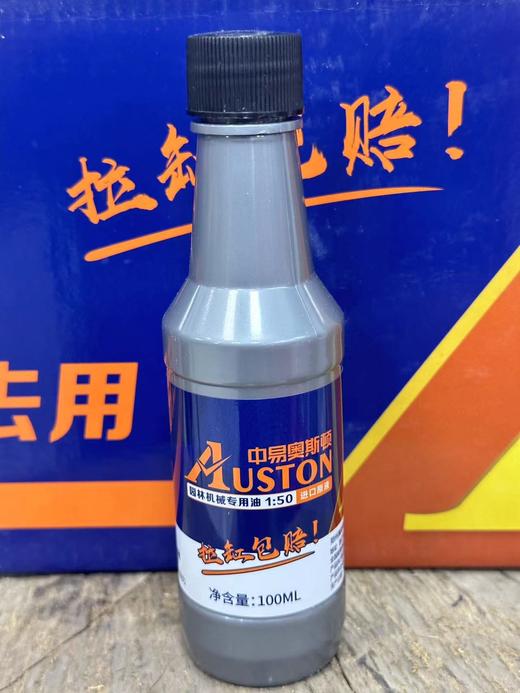 拉缸包赔！
去用
中易奥斯顿
AUSTON
园林机械专用油 1:50 进口原液
拉缸包赔！
净含量:100ML